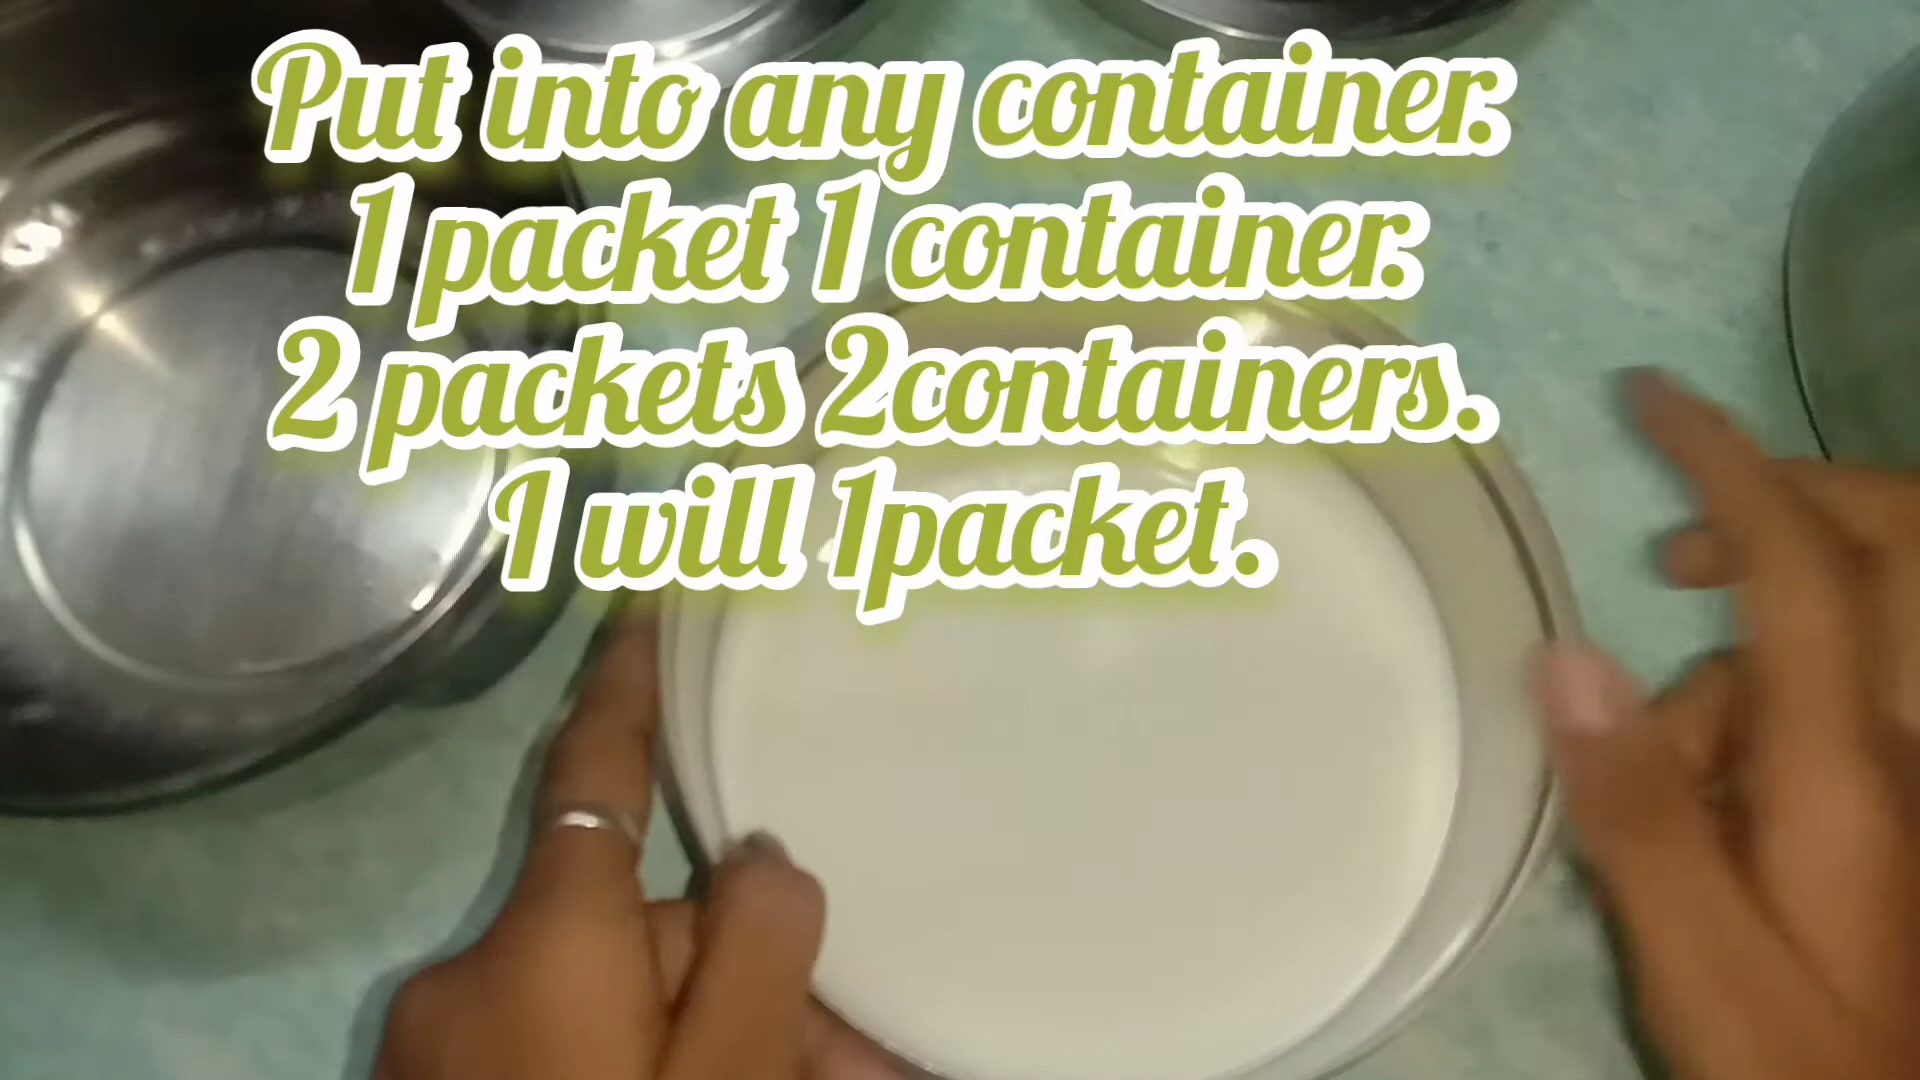 Put into any container.
1 packet 1 container.
2 packets 2containers.
I will 1packet.